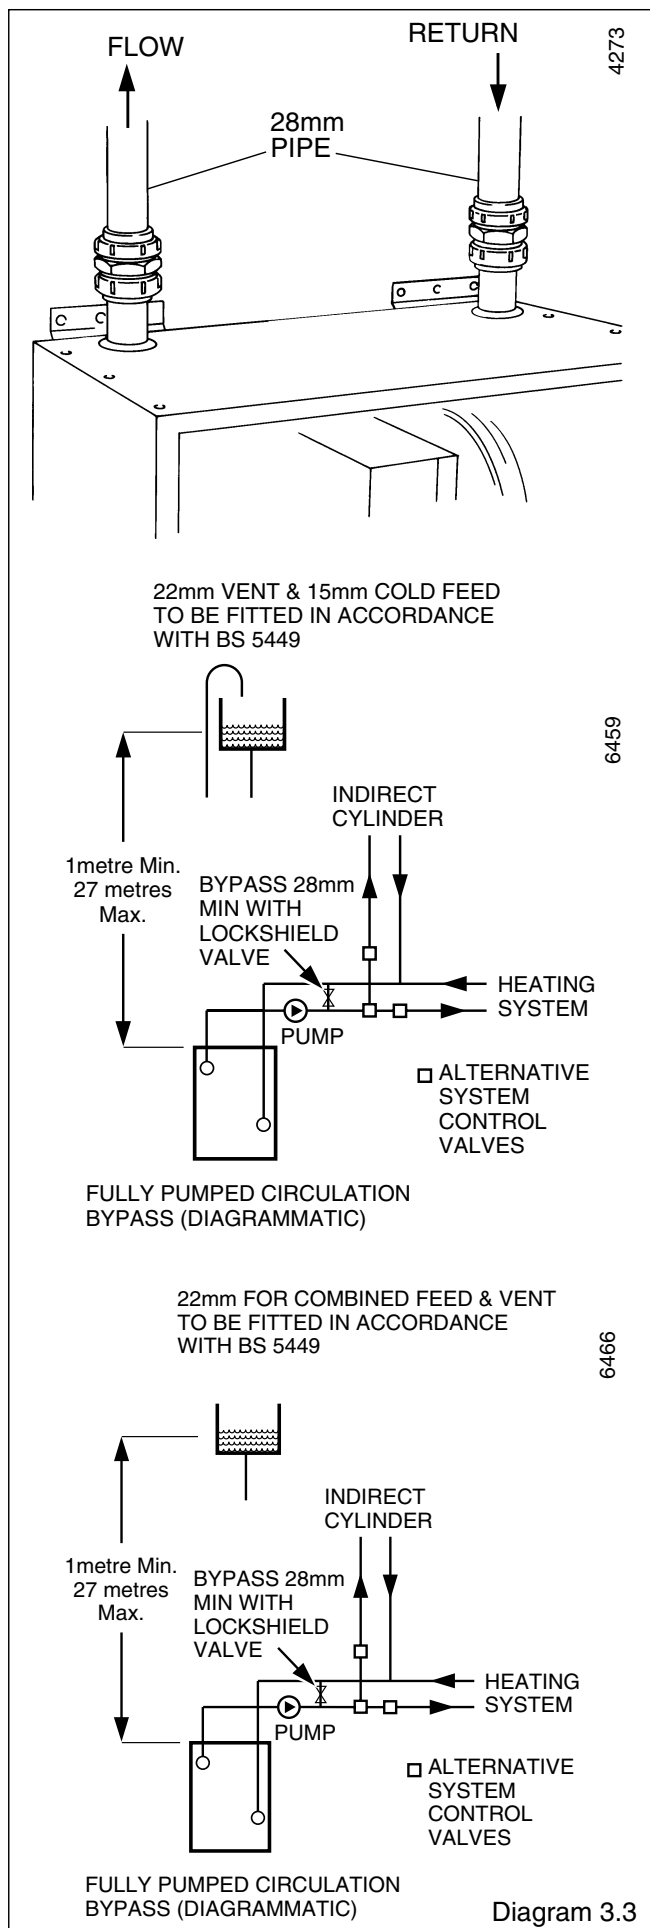 FLOW
RETURN
4273
28mm
PIPE
22mm VENT & 15mm COLD FEED
TO BE FITTED IN ACCORDANCE
WITH BS 5449
6459
INDIRECT
CYLINDER
1metre Min.
27 metres
Max.
BYPASS 28mm
MIN WITH
LOCKSHIELD
VALVE
HEATING
SYSTEM
PUMP
ALTERNATIVE
SYSTEM
CONTROL
VALVES
FULLY PUMPED CIRCULATION
BYPASS (DIAGRAMMATIC)
22mm FOR COMBINED FEED & VENT
TO BE FITTED IN ACCORDANCE
WITH BS 5449
6466
INDIRECT
CYLINDER
1metre Min.
27 metres
Max.
BYPASS 28mm
MIN WITH
LOCKSHIELD
VALVE
HEATING
SYSTEM
PUMP
ALTERNATIVE
SYSTEM
CONTROL
VALVES
FULLY PUMPED CIRCULATION
BYPASS (DIAGRAMMATIC)
Diagram 3.3